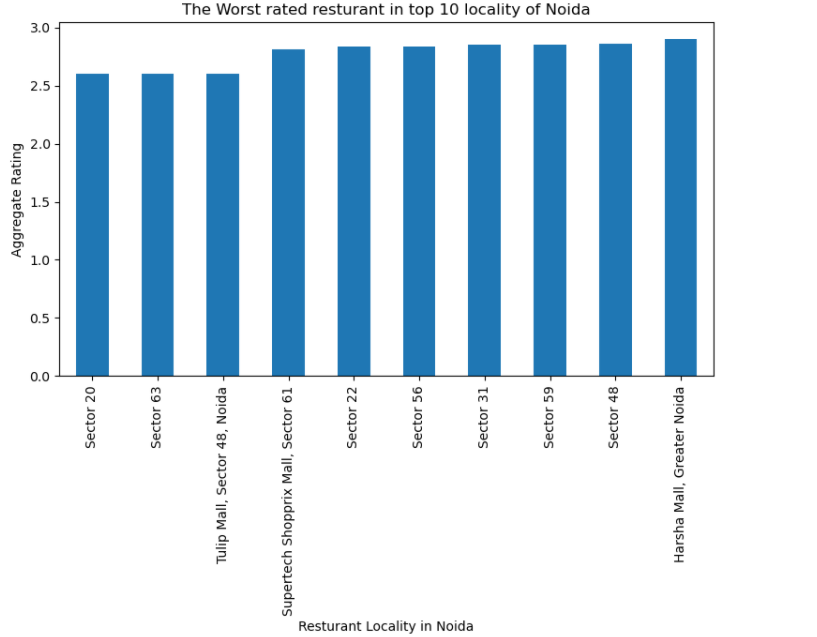 The Worst rated resturant in top 10 locality of Noida
Aggregate Rating
3.0
2.5
2.0
1.5
1.0
0.5
0.0
Sector 20
Sector 63
Tulip Mall, Sector 48, Noida
Supertech Shopprix Mall, Sector 61
Sector 22
Sector 56
Sector 31
Sector 59
Sector 48
Harsha Mall, Greater Noida
Resturant Locality in Noida